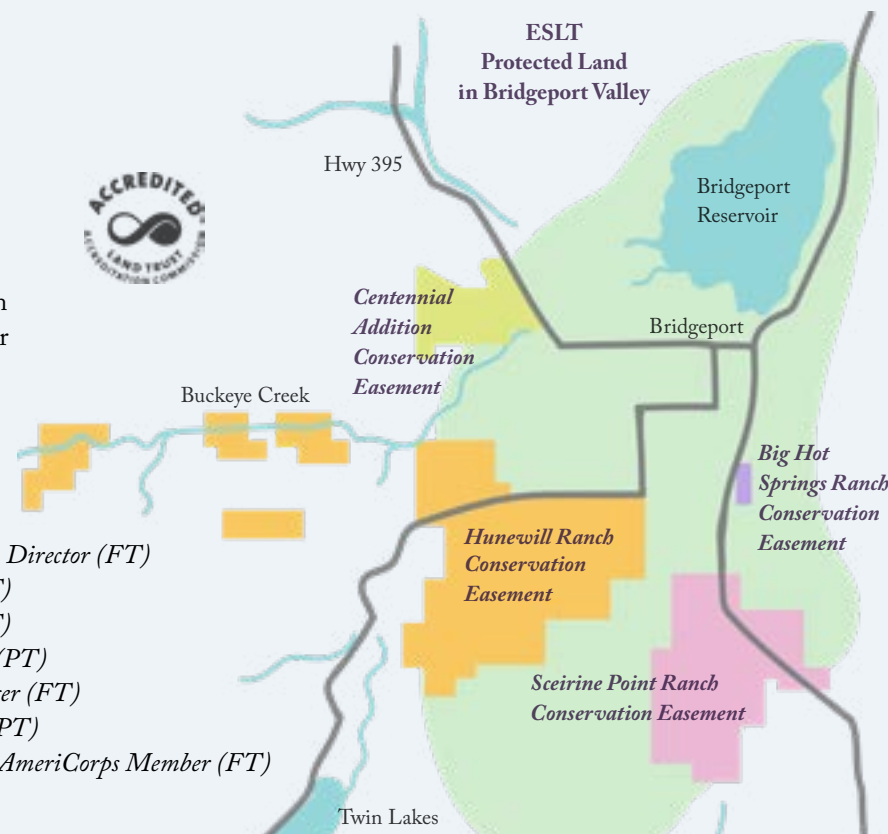 ESLT
Protected Land
in Bridgeport Valley
Hwy 395
Bridgeport
Reservoir
ACCREDITED
LAND TRUST
ACCREDITATION COMMISSION
Centennial
Addition
Conservation
Easement
Bridgeport
Buckeye Creek
Big Hot
Springs Ranch
Conservation
Easement
Hunewill Ranch
Conservation
Easement
Director (FT)
(PT)
(FT)
(PT)
AmeriCorps Member (FT)
Sceirine Point Ranch
Conservation Easement
Twin Lakes